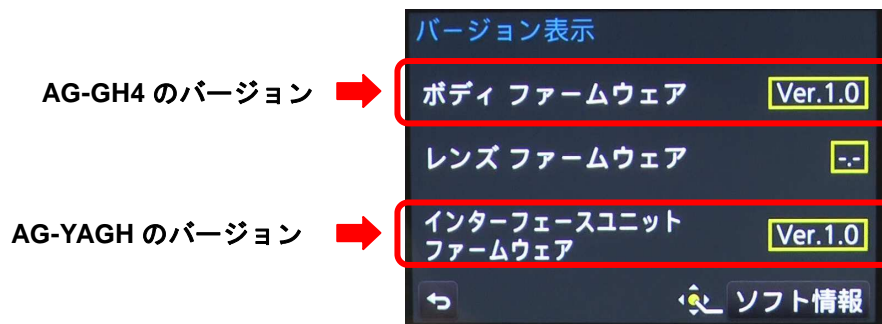 バージョン表示
AG-GH4 のバージョン
ボディ ファームウェア Ver.1.0
レンズ ファームウェア -.-
AG-YAGH のバージョン
インターフェースユニット
ファームウェア Ver.1.0
ソフト情報